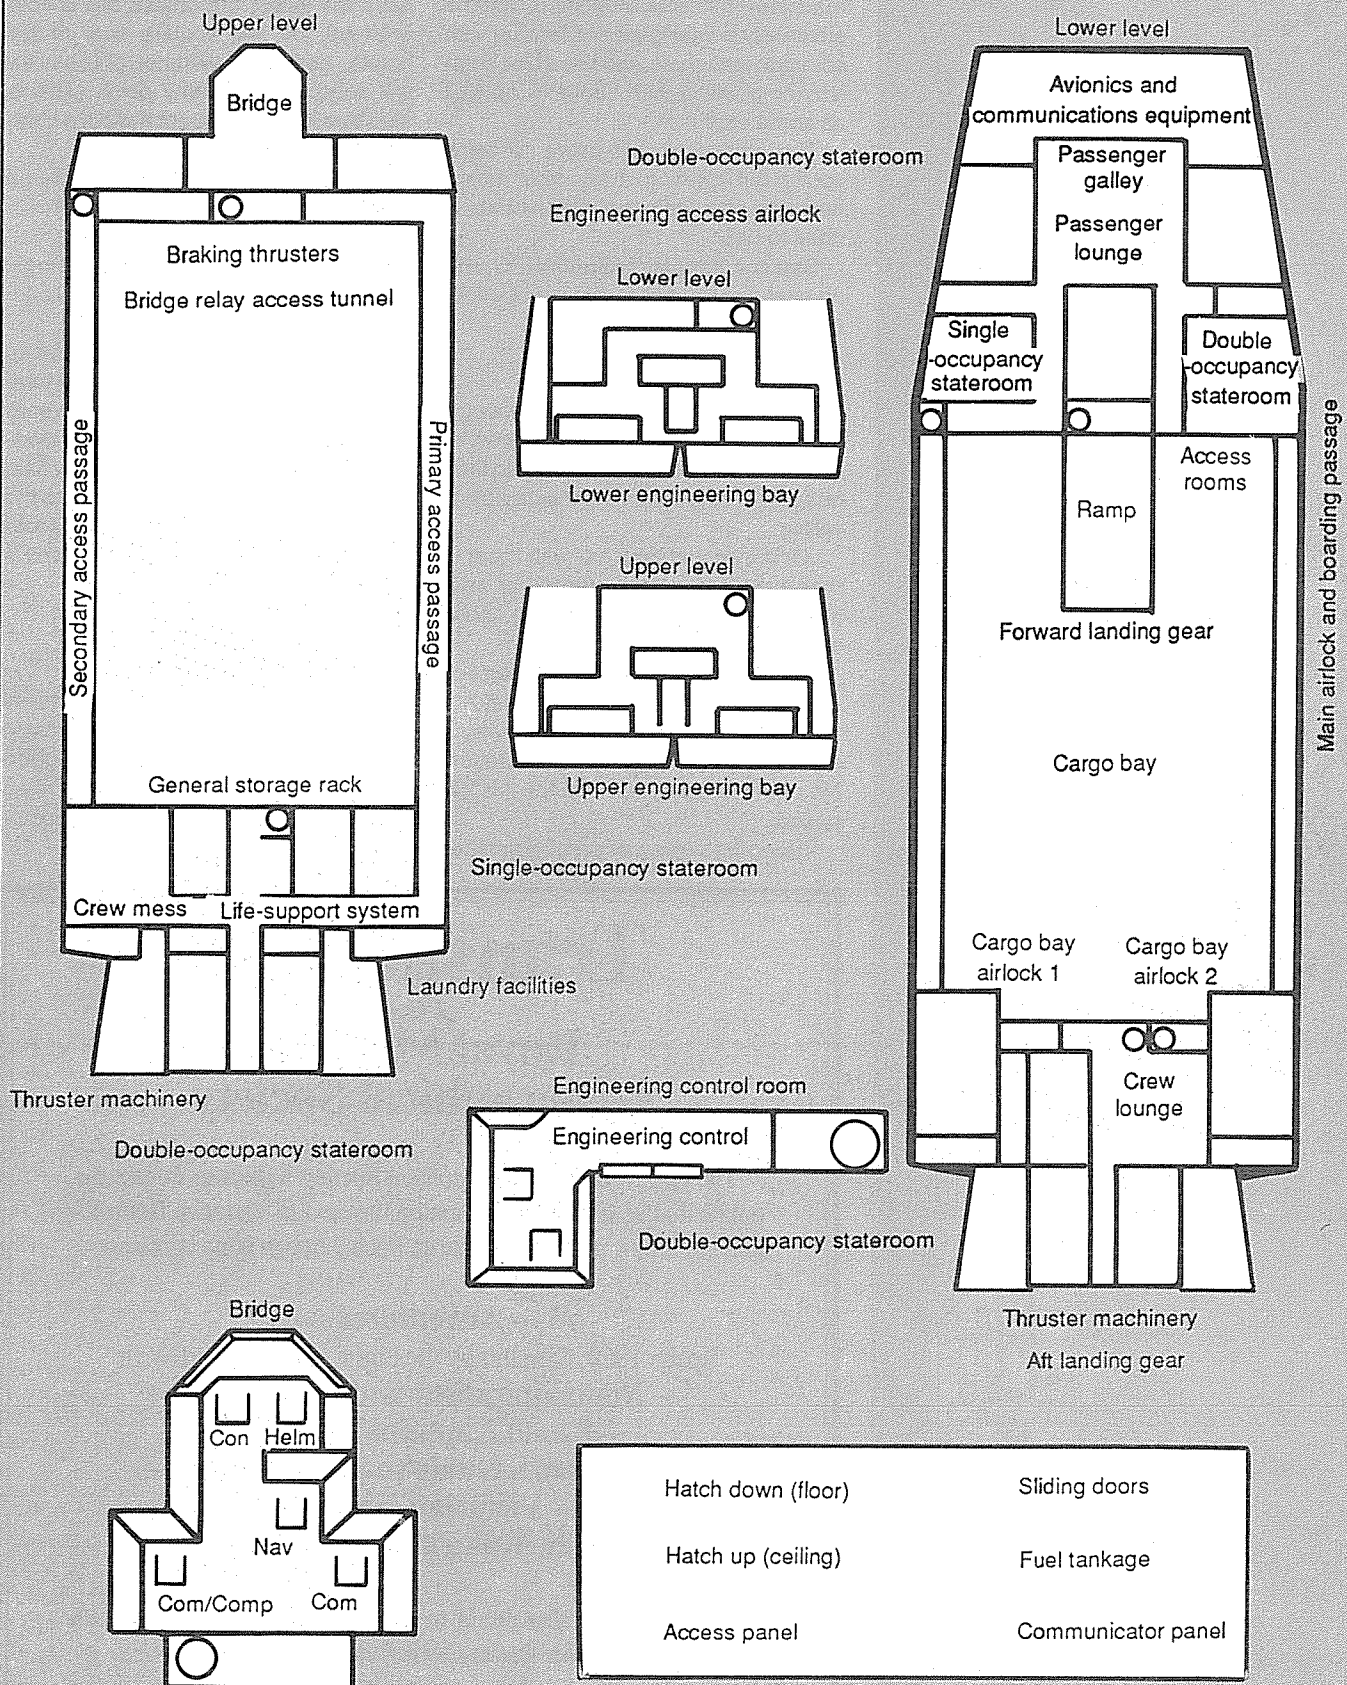 Upper level
Bridge
Braking thrusters
Bridge relay access tunnel
Secondary access passage
Primary access passage
General storage rack
Crew mess
Life-support system
Laundry facilities
Thruster machinery
Double-occupancy stateroom
Double-occupancy stateroom
Engineering access airlock
Lower level
Lower engineering bay
Upper level
Upper engineering bay
Single-occupancy stateroom
Engineering control room
Engineering control
Double-occupancy stateroom
Lower level
Avionics and
communications equipment
Passenger
galley
Passenger
lounge
Single
-occupancy
stateroom
Double
-occupancy
stateroom
Access
rooms
Ramp
Forward landing gear
Main airlock and boarding passage
Cargo bay
Cargo bay
airlock 1
Cargo bay
airlock 2
Crew
lounge
Thruster machinery
Aft landing gear
Bridge
Con
Helm
Nav
Com/Comp
Com
Hatch down (floor)
Sliding doors
Hatch up (ceiling)
Fuel tankage
Access panel
Communicator panel